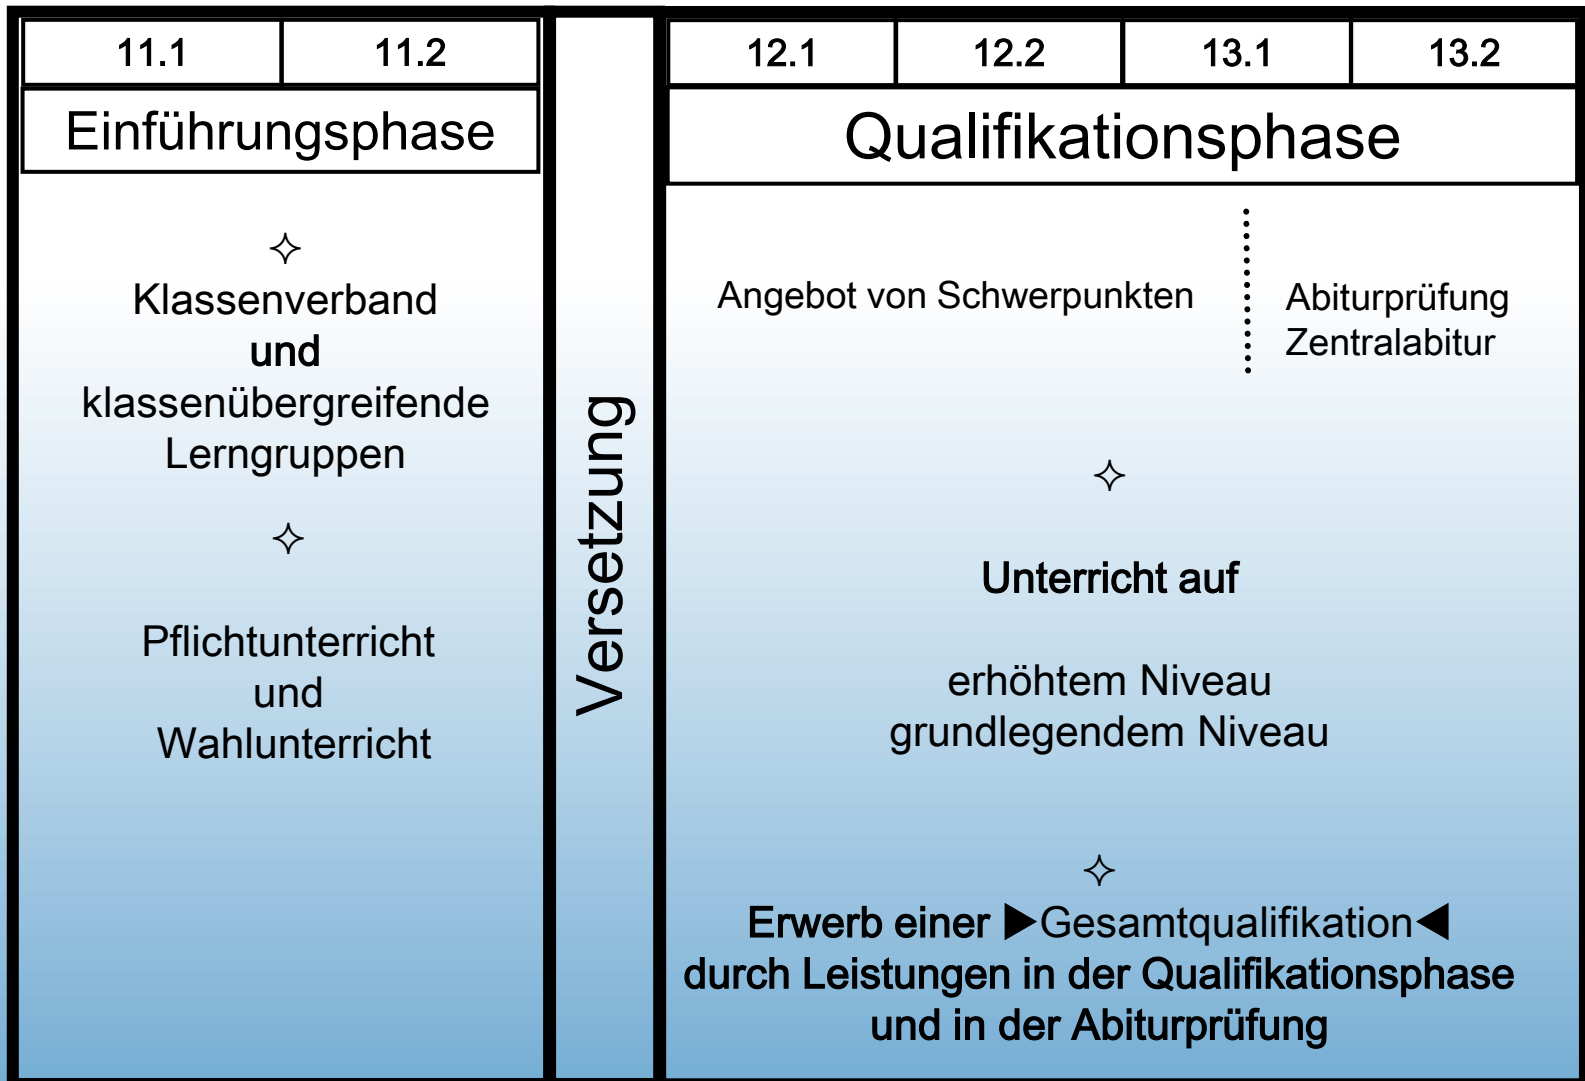 11.1 11.2
Einführungsphase
Klassenverband
und
klassenübergreifende
Lerngruppen
Pflichtunterricht
und
Wahlunterricht
Versetzung
12.1 12.2 13.1 13.2
Qualifikationsphase
Angebot von Schwerpunkten
Abiturprüfung
Zentralabitur
Unterricht auf
erhöhtem Niveau
grundlegendem Niveau
Erwerb einer ▶Gesamtqualifikation◀
durch Leistungen in der Qualifikationsphase
und in der Abiturprüfung